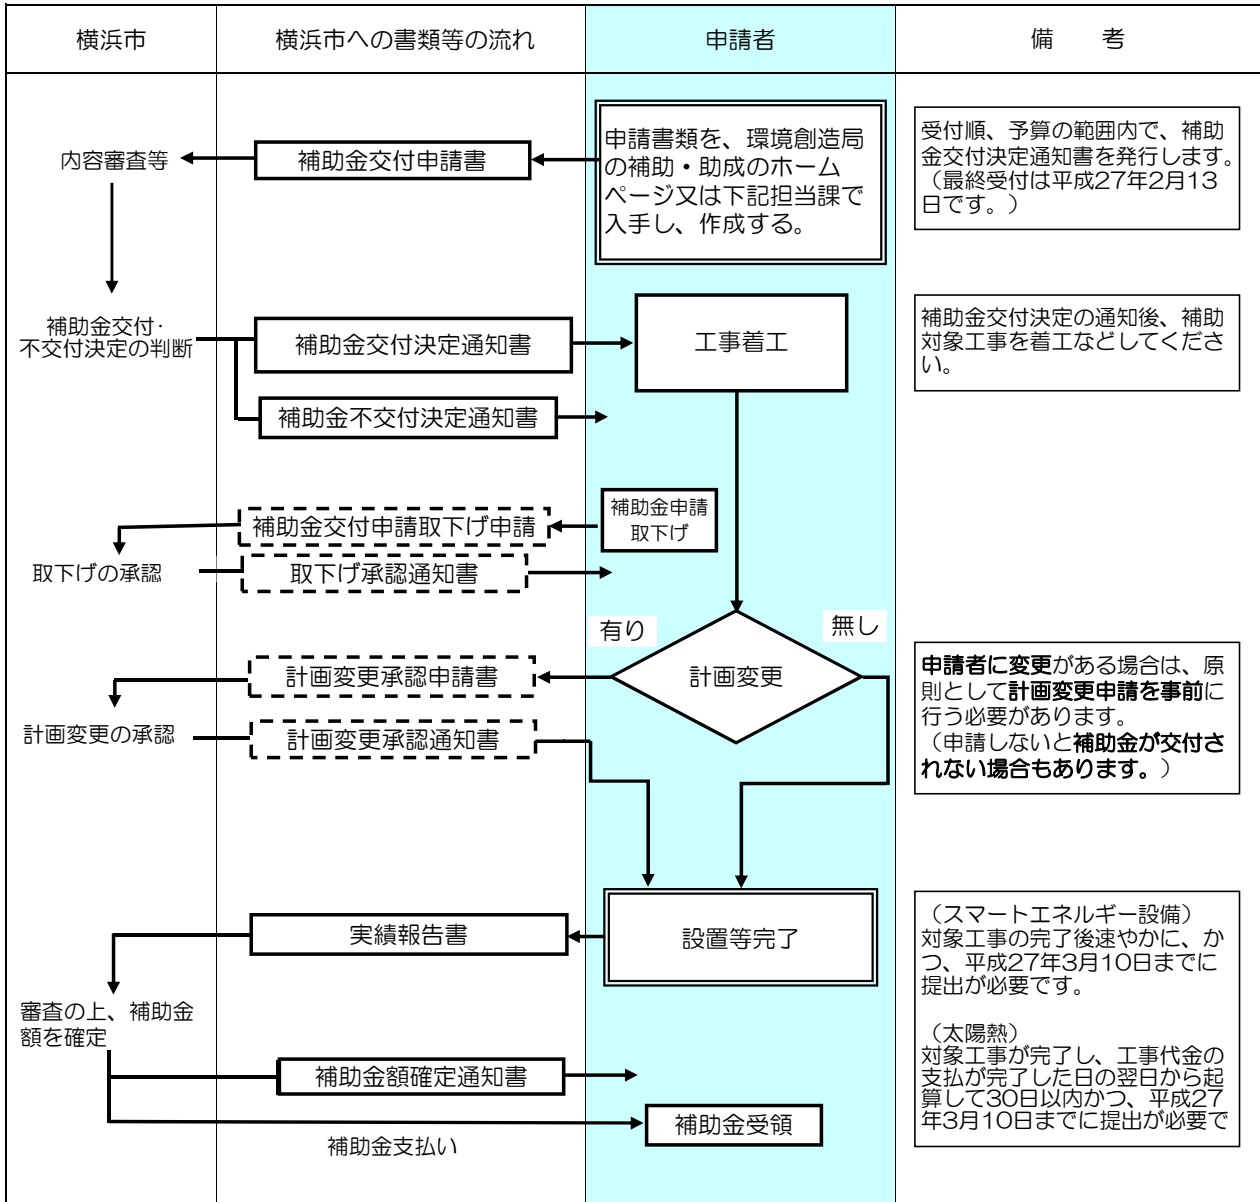 横浜市
横浜市への書類等の流れ
申請者
備　　考
内容審査等
補助金交付申請書
申請書類を、環境創造局
の補助・助成のホーム
ページ又は下記担当課で
入手し、作成する。
受付順、予算の範囲内で、補助
金交付決定通知書を発行します。
（最終受付は平成27年2月13
日です。）
補助金交付・
不交付決定の判断
補助金交付決定通知書
工事着工
補助金交付決定の通知後、補助
対象工事を着工などしてくださ
い。
補助金不交付決定通知書
補助金交付申請取下げ申請
補助金申請
取下げ
取下げの承認
取下げ承認通知書
有り
無し
計画変更承認申請書
計画変更
申請者に変更がある場合は、原
則として計画変更申請を事前に
行う必要があります。
（申請しないと補助金が交付さ
れない場合もあります。）
計画変更の承認
計画変更承認通知書
実績報告書
設置等完了
（スマートエネルギー設備）
対象工事の完了後速やかに、か
つ、平成27年3月10日までに
提出が必要です。
（太陽熱）
対象工事が完了し、工事代金の
支払が完了した日の翌日から起
算して30日以内かつ、平成27
年3月10日までに提出が必要で
審査の上、補助金
額を確定
補助金額確定通知書
補助金受領
補助金支払い